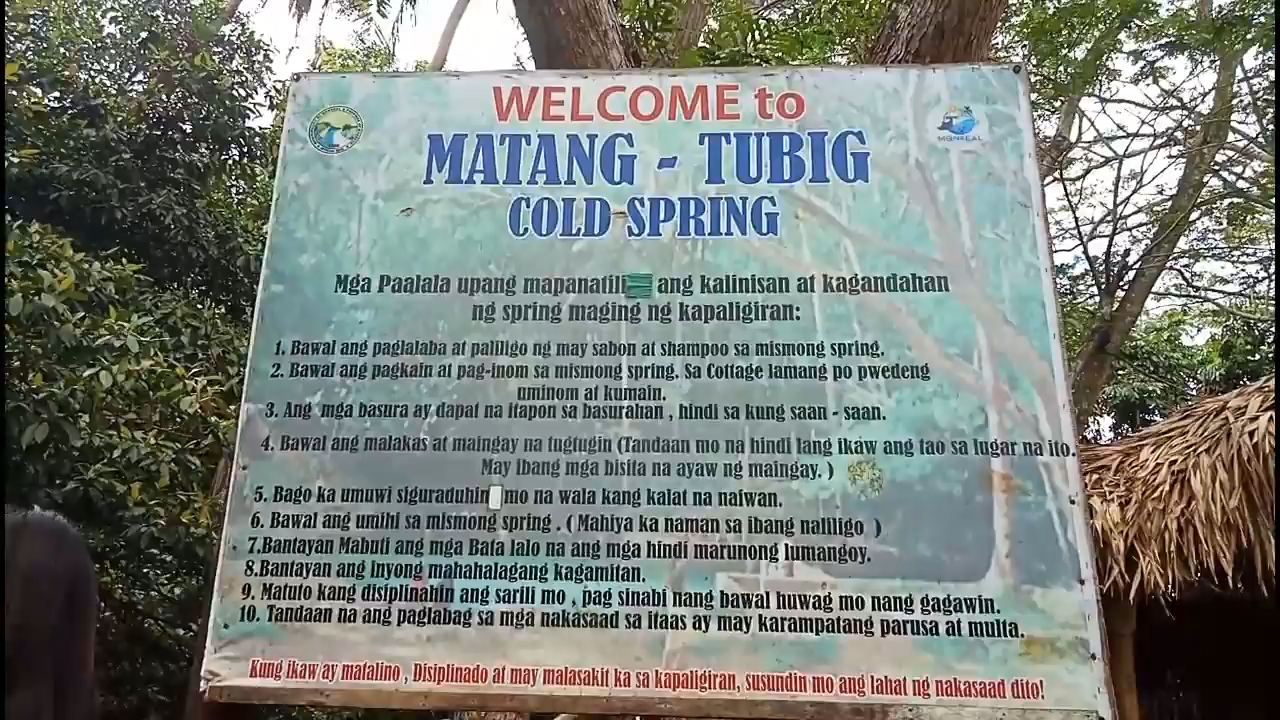 WELCOME to
MATANG - TUBIG
COLD SPRING
MONREAL
Mga Paalala upang mapanatili ang kalinisan at kagandahan
ng spring maging ng kapaligiran:
1. Bawal ang paglalaba at paliligo ng may sabon at shampoo sa mismong spring.
2. Bawal ang pagkain at pag-inom sa mismong spring. Sa Cottage lamang po pwedeng
uminom at kumain.
3. Ang mga basura ay dapat na itapon sa basurahan , hindi sa kung saan - saan.
4. Bawal ang malakas at maingay na tugtugin (Tandaan mo na hindi lang ikaw ang tao sa lugar na ito.
May ibang mga bisita na ayaw ng maingay. )
5. Bago ka umuwi siguraduhin mo na wala kang kalat na naiwan.
6. Bawal ang umihi sa mismong spring . ( Mahiya ka naman sa ibang naliligo )
7.Bantayan Mabuti ang mga Bata lalo na ang mga hindi marunong lumangoy.
8.Bantayan ang Inyong mahahalagang kagamitan.
9. Matuto kang disiplinahin ang sarili mo , pag sinabi nang bawal huwag mo nang gagawin.
10. Tandaan na ang paglabag sa mga nakasaad sa itaas ay may karampatang parusa at multa.
Kung ikaw ay matalino , Disiplinado at may malasakit ka sa kapaligiran, susundin mo ang lahat ng nakasaad dito!